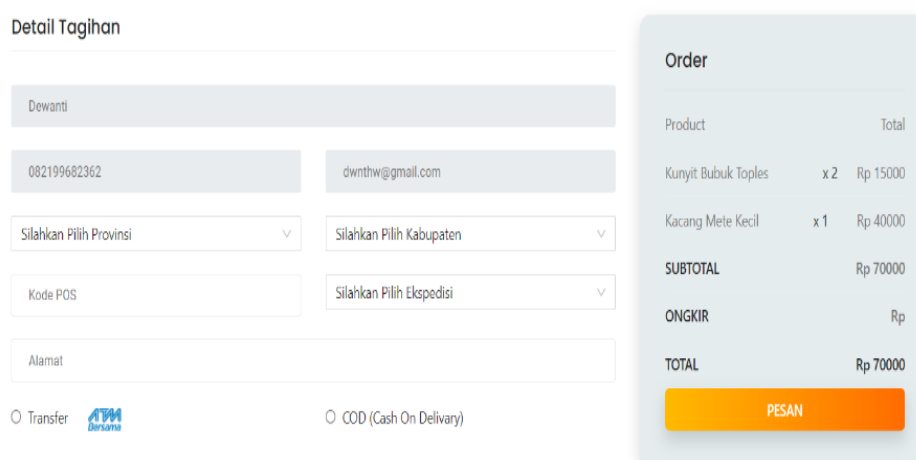 Detail Tagihan
Dewanti
082199682362
dwnthw@gmail.com
Silahkan Pilih Provinsi
Silahkan Pilih Kabupaten
Kode POS
Silahkan Pilih Ekspedisi
Alamat
Transfer ATM Bersama
COD (Cash On Delivery)
Order
Product Total
Kunyit Bubuk Toples x 2 Rp 15000
Kacang Mete Kecil x 1 Rp 40000
SUBTOTAL Rp 70000
ONGKIR Rp
TOTAL Rp 70000
PESAN